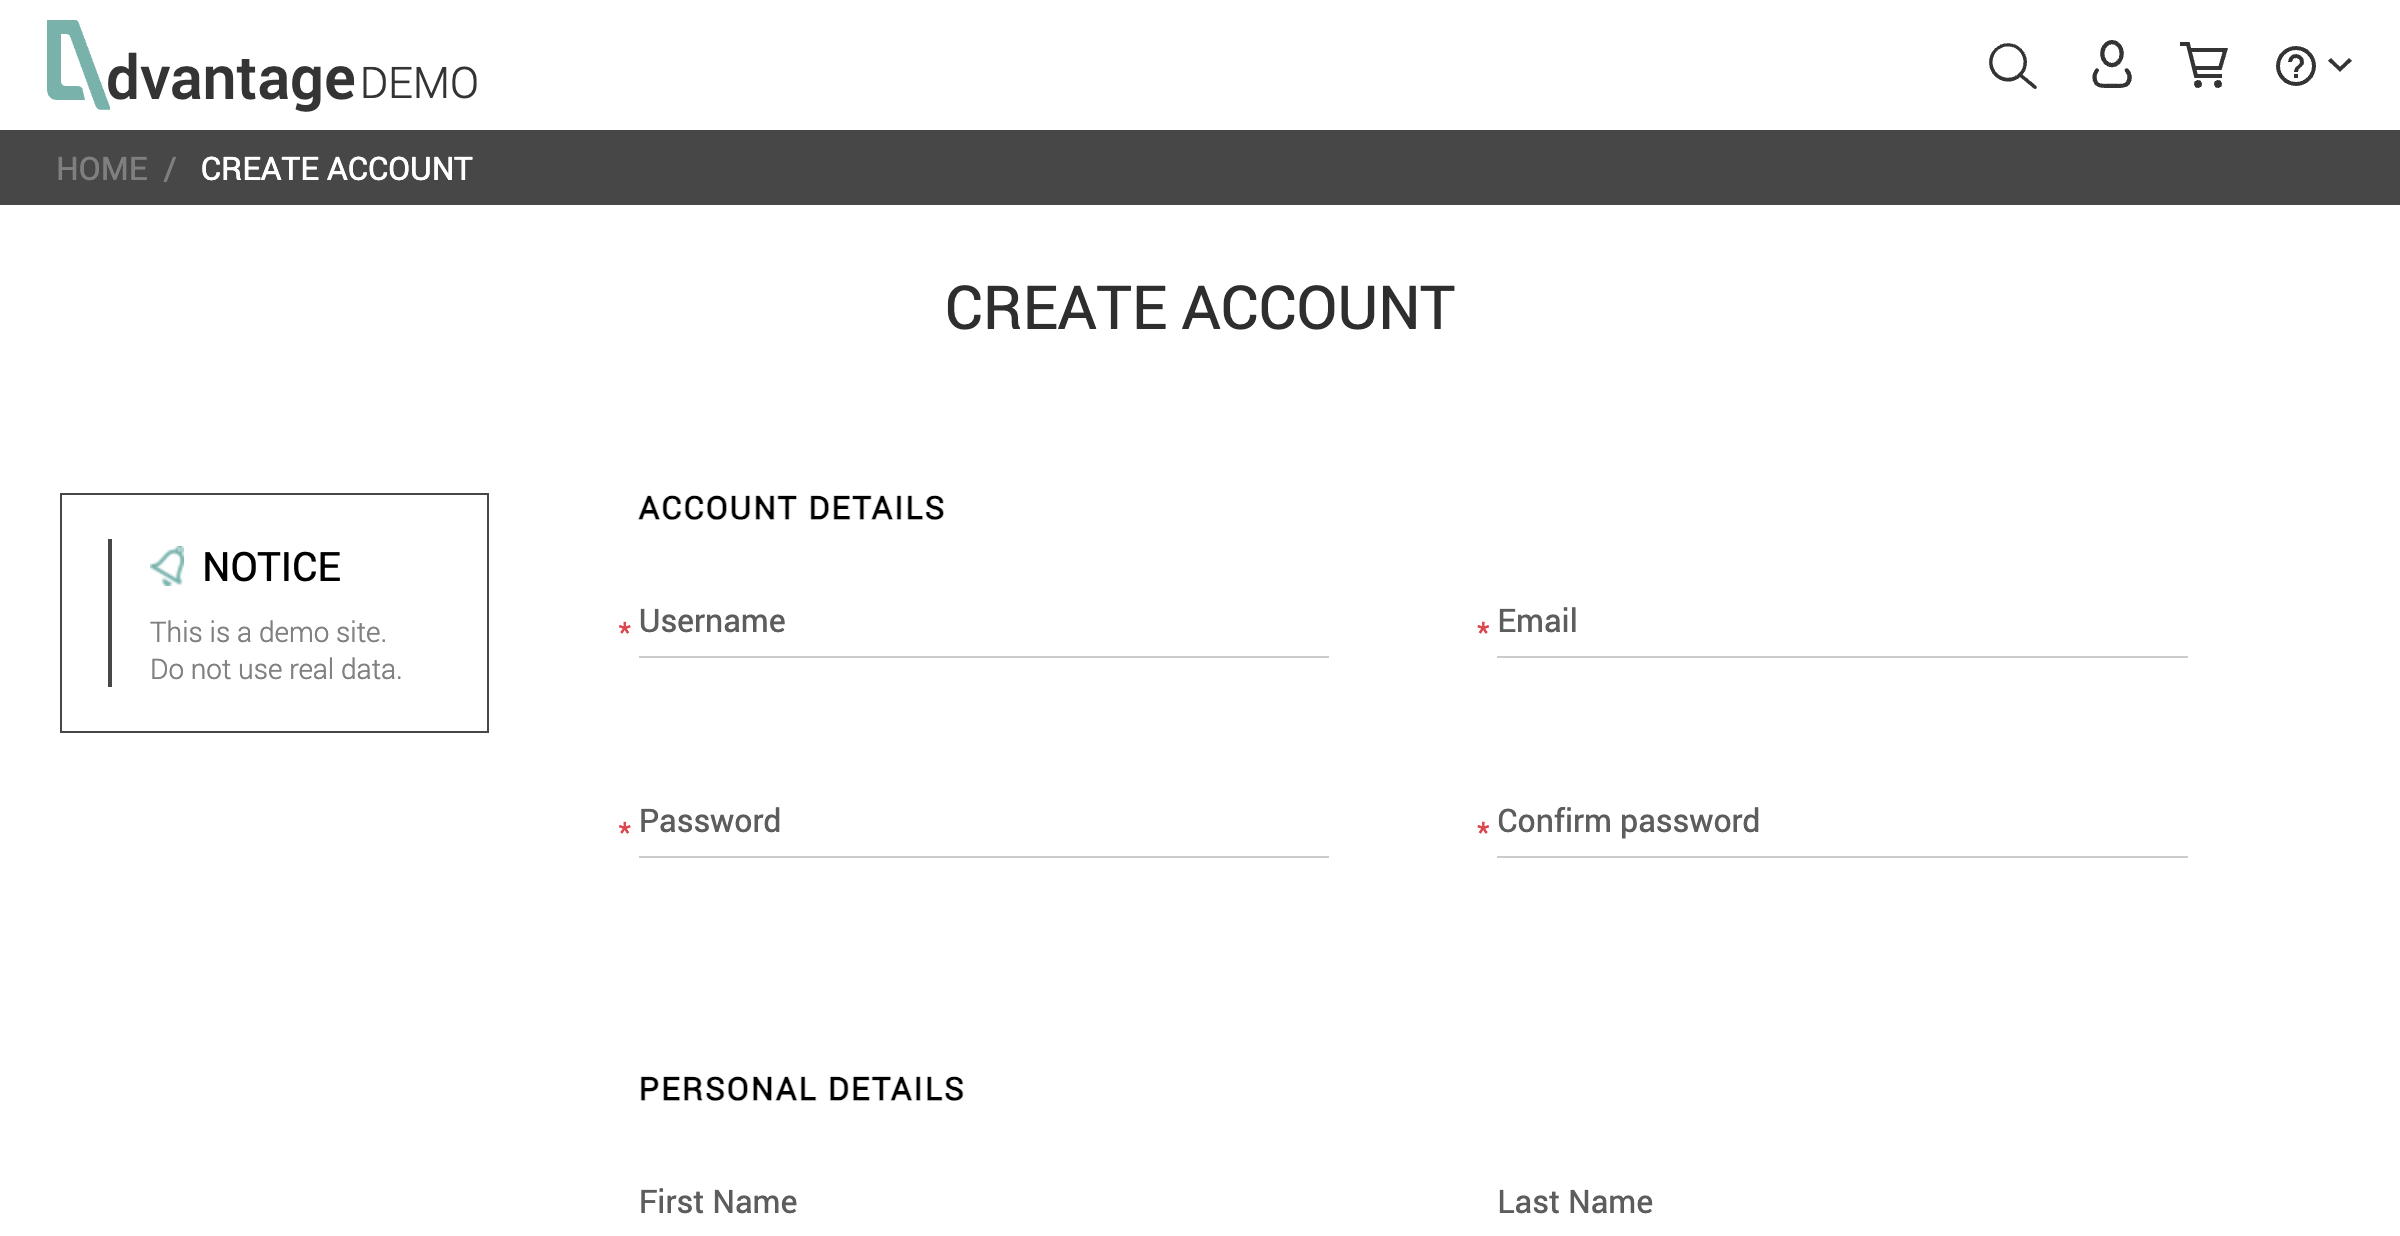 dvantage DEMO
HOME / CREATE ACCOUNT
CREATE ACCOUNT
NOTICE
This is a demo site.
Do not use real data.
ACCOUNT DETAILS
* Username
* Email
* Password
* Confirm password
PERSONAL DETAILS
First Name
Last Name